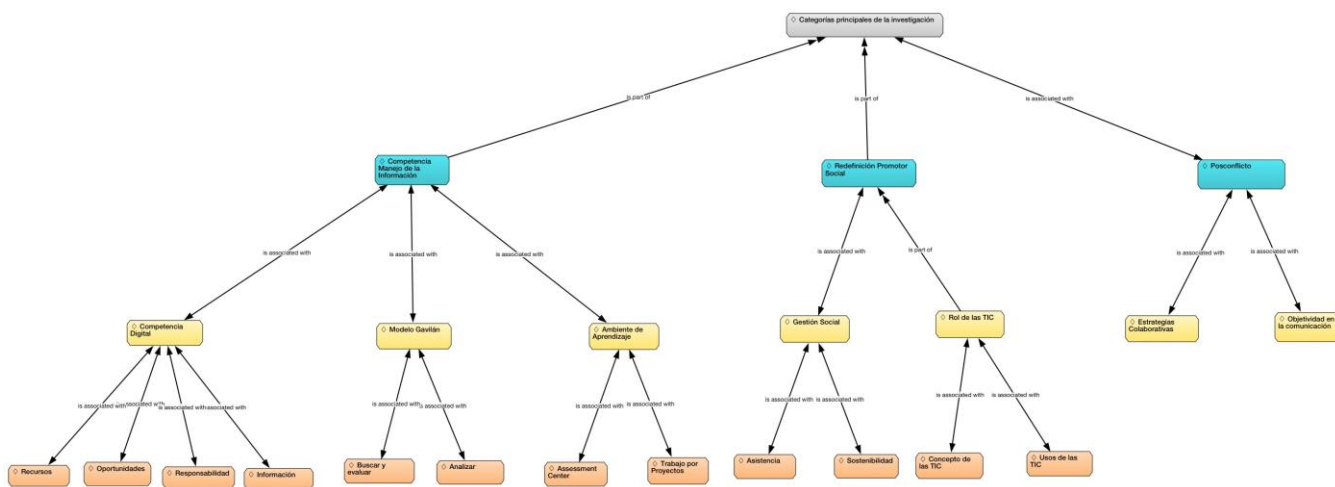 ◇ Categorías principales de la investigación
is part of
is part of
is associated with
◇ Competencia
Manejo de la
Información
◇ Redefinición Promotor
Social
◇ Posconflicto
is associated with
is associated with
is associated with
is associated with
is part of
is associated with
is associated with
◇ Competencia
Digital
◇ Modelo Gavilán
◇ Ambiente de
Aprendizaje
◇ Gestión Social
◇ Rol de las TIC
◇ Estrategias
Colaborativas
◇ Objetividad en
la comunicación
is associated with
associated with
is associated with
associated with
is associated with
is associated with
is associated with
is associated with
is associated with
is associated with
is associated with
is associated with
◇ Recursos
◇ Oportunidades
◇ Responsabilidad
◇ Información
◇ Buscar y
evaluar
◇ Analizar
◇ Assessment
Center
◇ Trabajo por
Proyectos
◇ Asistencia
◇ Sostenibilidad
◇ Concepto de
las TIC
◇ Usos de las
TIC